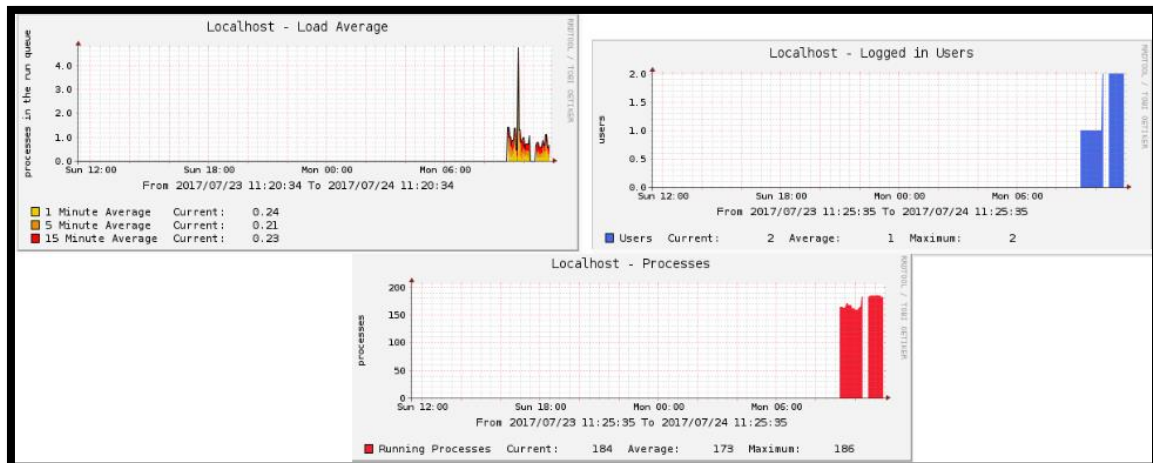 Localhost - Load Average
RRDTOOL / TOBI OETIKER
processes in the run queue
4.0
3.0
2.0
1.0
0.0
Sun 12:00 Sun 18:00 Mon 00:00 Mon 06:00
From 2017/07/23 11:20:34 To 2017/07/24 11:20:34
1 Minute Average Current: 0.24
5 Minute Average Current: 0.21
15 Minute Average Current: 0.23
Localhost - Logged in Users
RRDTOOL / TOBI OETIKER
users
2.0
1.5
1.0
0.5
0.0
Sun 12:00 Sun 18:00 Mon 00:00 Mon 06:00
From 2017/07/23 11:25:35 To 2017/07/24 11:25:35
Users Current: 2 Average: 1 Maximum: 2
Localhost - Processes
RRDTOOL / TOBI OETIKER
processes
200
150
100
50
0
Sun 12:00 Sun 18:00 Mon 00:00 Mon 06:00
From 2017/07/23 11:25:35 To 2017/07/24 11:25:35
Running Processes Current: 184 Average: 173 Maximum: 186